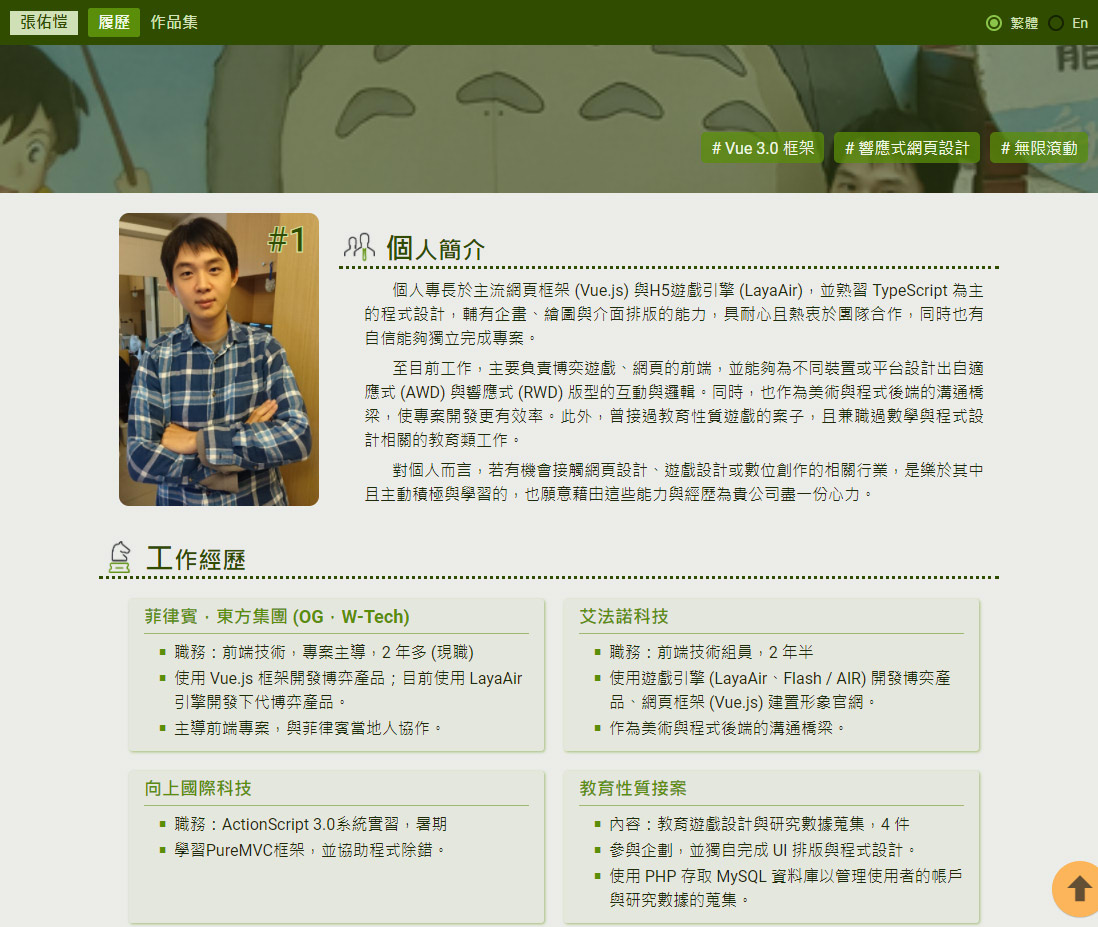 張佑愷 履歷 作品集 繁體 En
能
# Vue 3.0 框架 # 響應式網頁設計 # 無限滾動
#1
個人簡介
個人專長於主流網頁框架 (Vue.js) 與H5遊戲引擎 (LayaAir)，並熟習 TypeScript 為主
的程式設計，輔有企畫、繪圖與介面排版的能力，具耐心且熱衷於團隊合作，同時也有
自信能夠獨立完成專案。
至目前工作，主要負責博弈遊戲、網頁的前端，並能夠為不同裝置或平台設計出自適
應式 (AWD) 與響應式 (RWD) 版型的互動與邏輯。同時，也作為美術與程式後端的溝通橋
梁，使專案開發更有效率。此外，曾接過教育性質遊戲的案子，且兼職過數學與程式設
計相關的教育類工作。
對個人而言，若有機會接觸網頁設計、遊戲設計或數位創作的相關行業，是樂於其中
且主動積極與學習的，也願意藉由這些能力與經歷為貴公司盡一份心力。
工作經歷
菲律賓．東方集團 (OG．W-Tech)
職務：前端技術，專案主導，2 年多 (現職)
使用 Vue.js 框架開發博弈產品；目前使用 LayaAir
引擎開發下代博弈產品。
主導前端專案，與菲律賓當地人協作。
艾法諾科技
職務：前端技術組員，2 年半
使用遊戲引擎 (LayaAir、Flash / AIR) 開發博弈產
品、網頁框架 (Vue.js) 建置形象官網。
作為美術與程式後端的溝通橋梁。
向上國際科技
職務：ActionScript 3.0系統實習，暑期
學習PureMVC框架，並協助程式除錯。
教育性質接案
內容：教育遊戲設計與研究數據蒐集，4 件
參與企劃，並獨自完成 UI 排版與程式設計。
使用 PHP 存取 MySQL 資料庫以管理使用者的帳戶
與研究數據的蒐集。